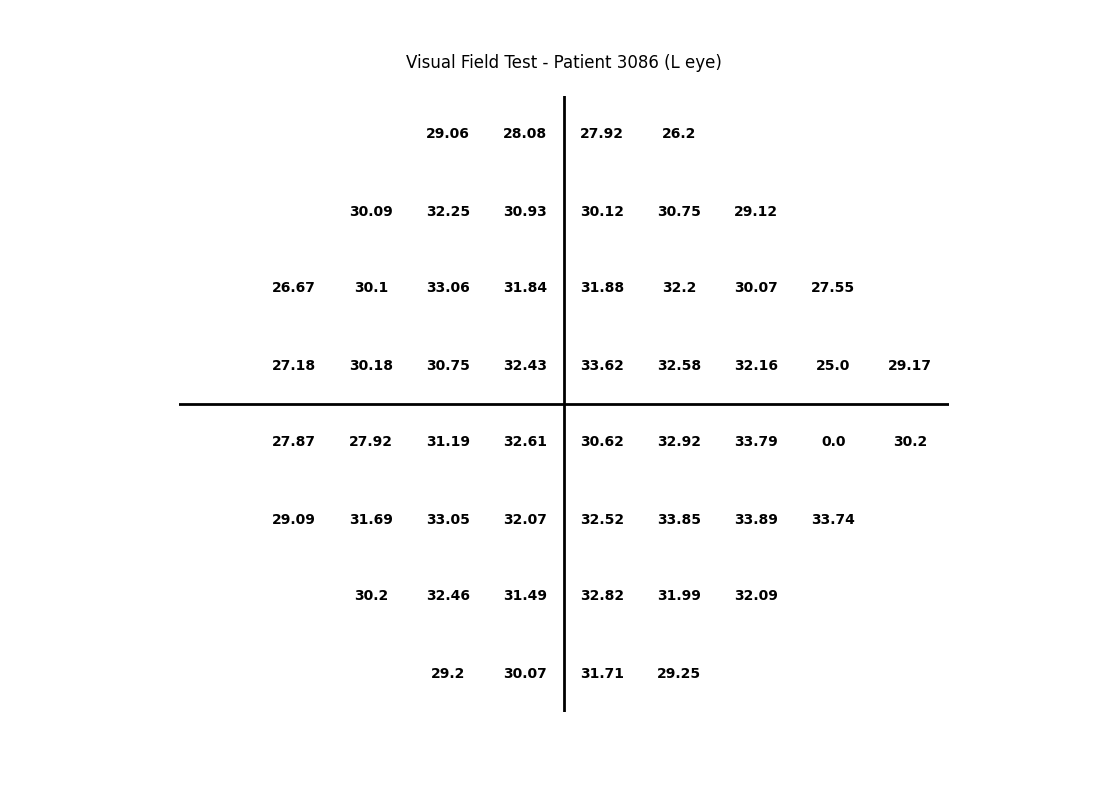 Visual Field Test - Patient 3086 (L eye)
29.06 28.08 27.92 26.2
30.09 32.25 30.93 30.12 30.75 29.12
26.67 30.1 33.06 31.84 31.88 32.2 30.07 27.55
27.18 30.18 30.75 32.43 33.62 32.58 32.16 25.0 29.17
27.87 27.92 31.19 32.61 30.62 32.92 33.79 0.0 30.2
29.09 31.69 33.05 32.07 32.52 33.85 33.89 33.74
30.2 32.46 31.49 32.82 31.99 32.09
29.2 30.07 31.71 29.25